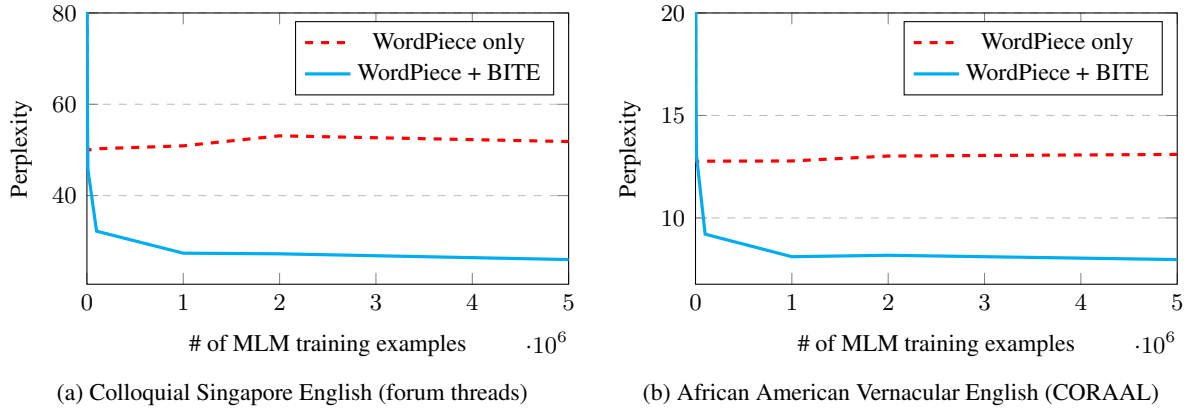 80
60
40
Perplexity
WordPiece only
WordPiece + BITE
0 1 2 3 4 5
# of MLM training examples ·10^6
(a) Colloquial Singapore English (forum threads)
20
15
10
Perplexity
WordPiece only
WordPiece + BITE
0 1 2 3 4 5
# of MLM training examples ·10^6
(b) African American Vernacular English (CORAAL)